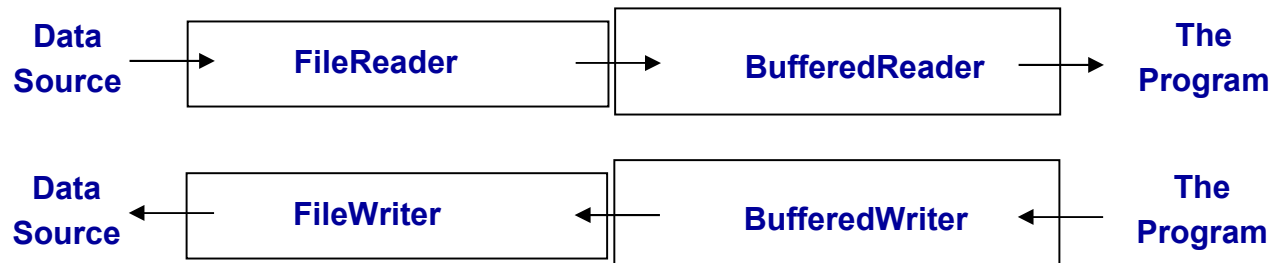 Data
Source
FileReader
BufferedReader
The
Program
Data
Source
FileWriter
BufferedWriter
The
Program